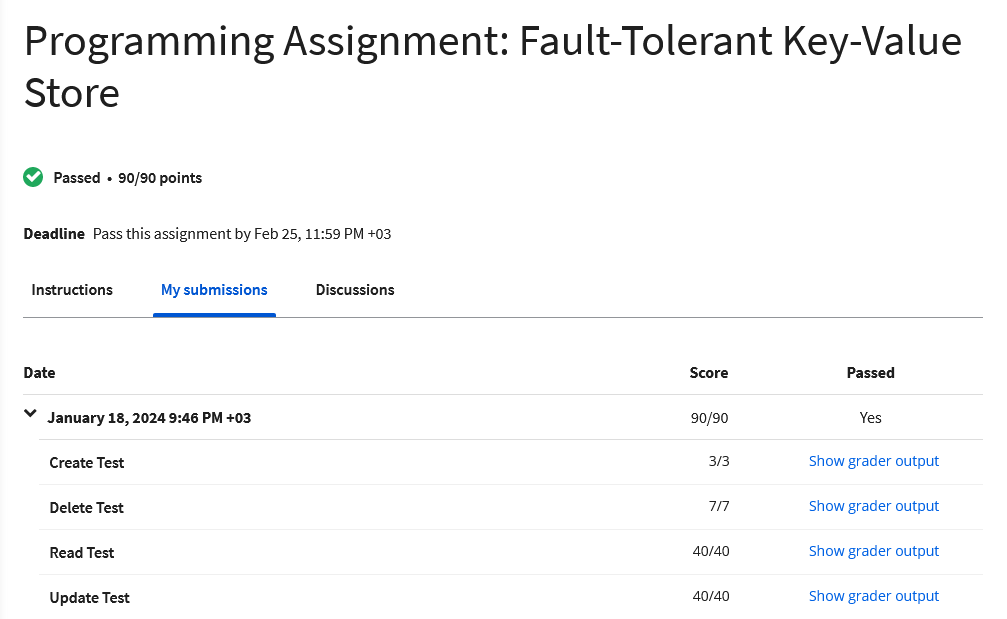 Programming Assignment: Fault-Tolerant Key-Value
Store
Passed • 90/90 points
Deadline Pass this assignment by Feb 25, 11:59 PM +03
Instructions My submissions Discussions
Date Score Passed
January 18, 2024 9:46 PM +03 90/90 Yes
Create Test 3/3 Show grader output
Delete Test 7/7 Show grader output
Read Test 40/40 Show grader output
Update Test 40/40 Show grader output